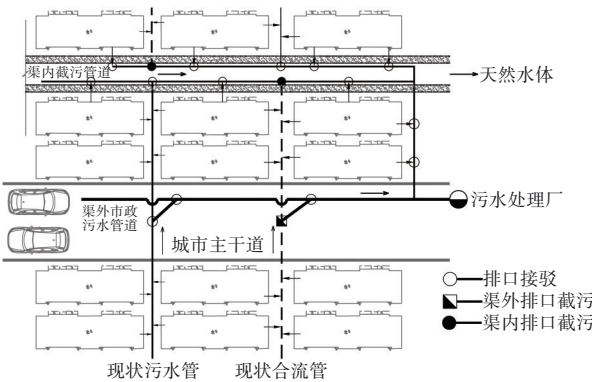 渠内截污管道
天然水体
渠外市政
污水管道
污水处理厂
城市主干道
排口接驳
渠外排口截污
渠内排口截污
现状污水管
现状合流管